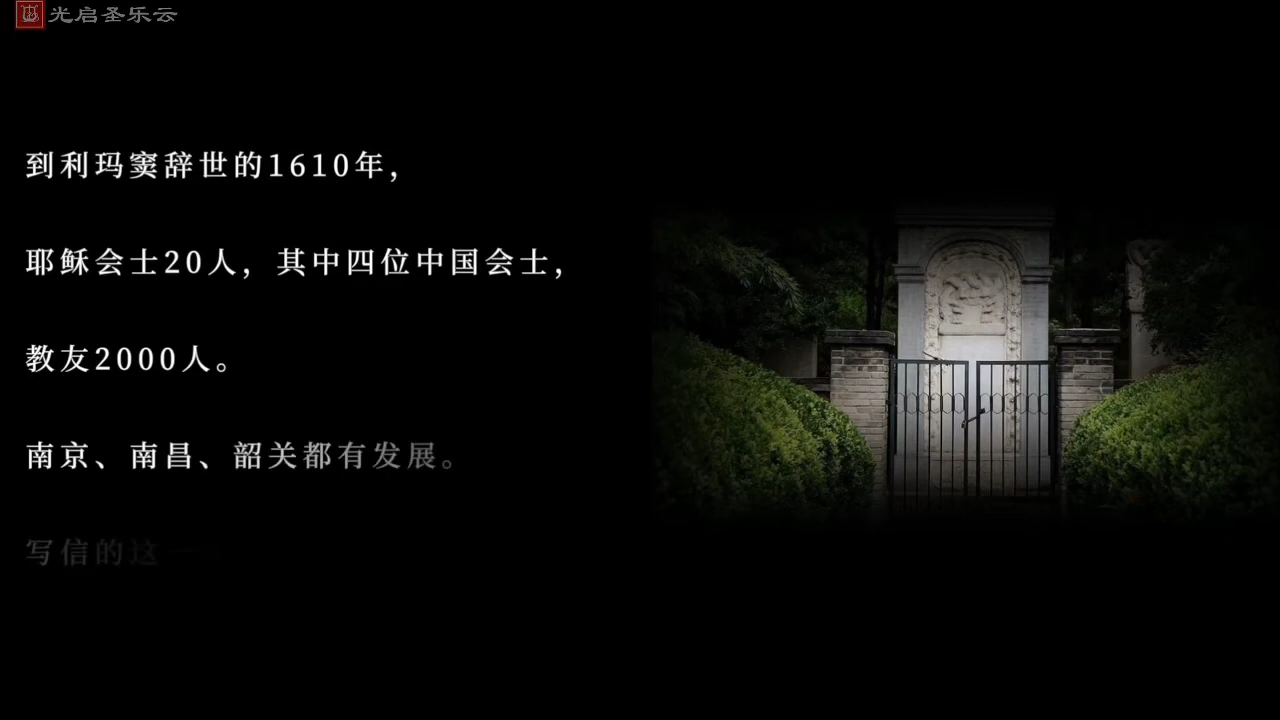 光启圣乐云
到利玛窦辞世的1610年，
耶稣会士20人，其中四位中国会士，
教友2000人。
南京、南昌、韶关都有发展。
写信的这一